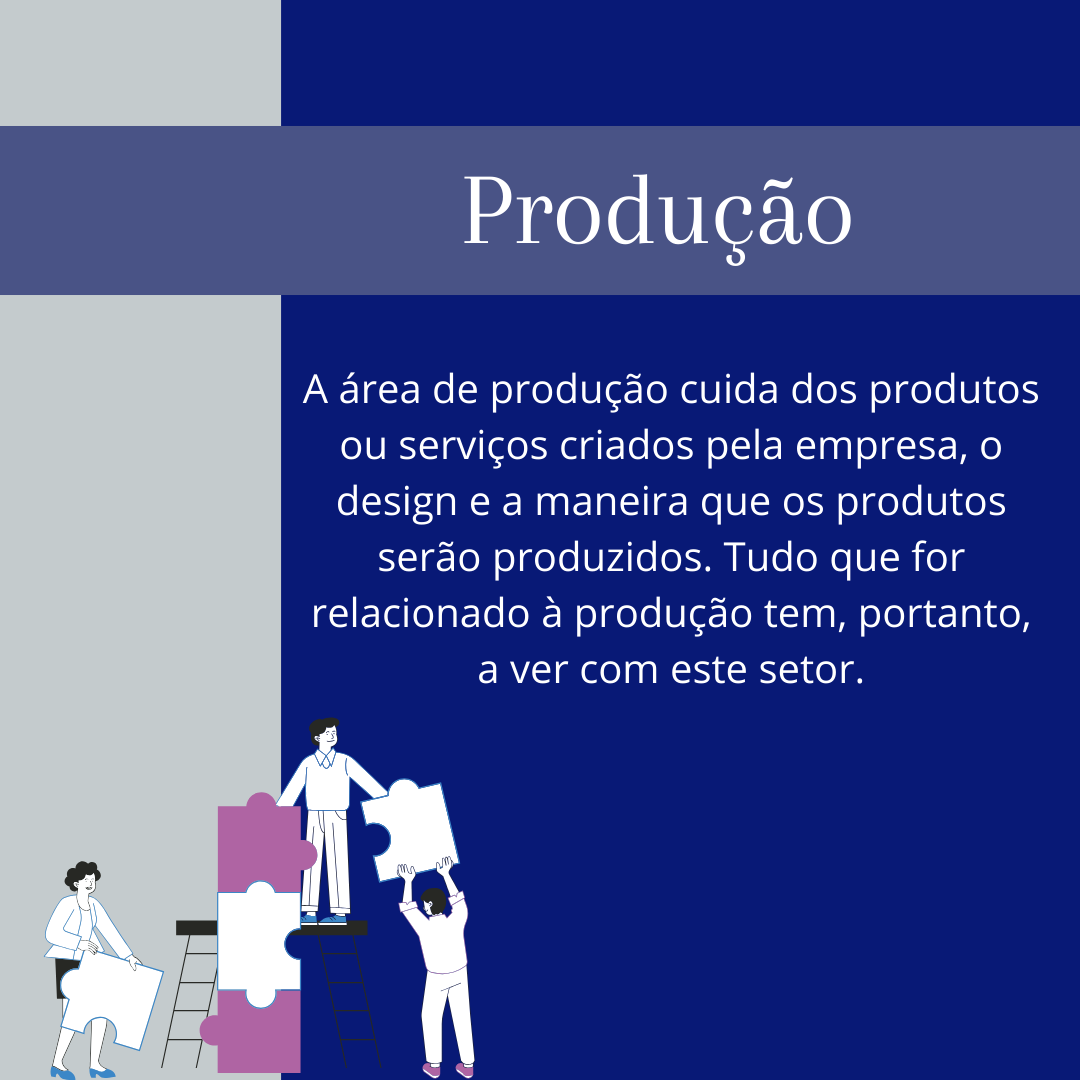 Produção
A área de produção cuida dos produtos
ou serviços criados pela empresa, o
design e a maneira que os produtos
serão produzidos. Tudo que for
relacionado à produção tem, portanto,
a ver com este setor.